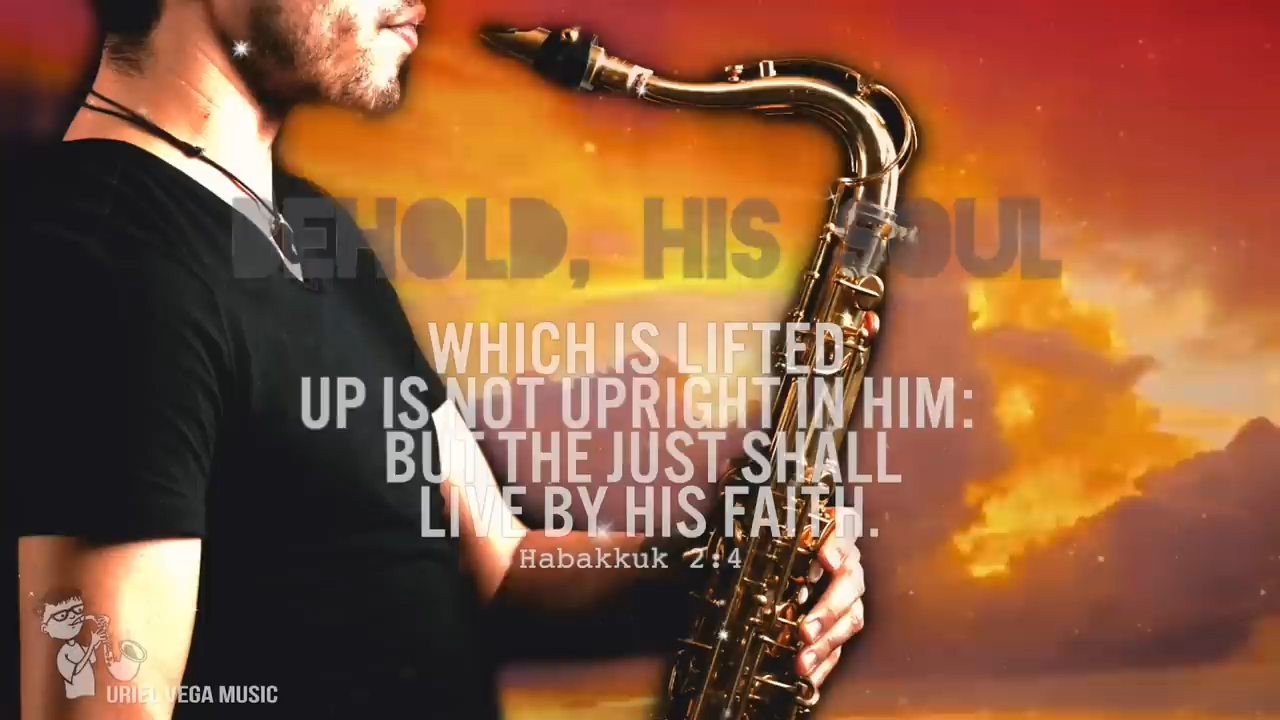 BEHOLD, HIS SOUL
WHICH IS LIFTED
UP IS NOT UPRIGHT IN HIM:
BUT THE JUST SHALL
LIVE BY HIS FAITH.
Habakkuk 2:4
URIEL VEGA MUSIC